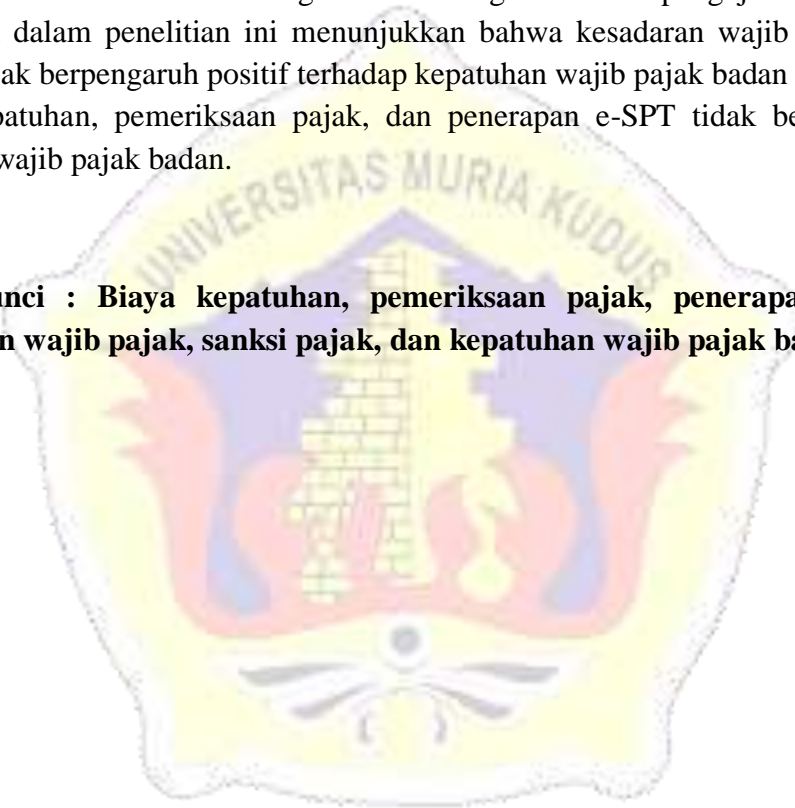 dalam penelitian ini menunjukkan bahwa kesadaran wajib
ak berpengaruh positif terhadap kepatuhan wajib pajak badan
patuhan, pemeriksaan pajak, dan penerapan e-SPT tidak be
wajib pajak badan.
UNIVERSITAS MURIA KUDUS
unci : Biaya kepatuhan, pemeriksaan pajak, penerapa
n wajib pajak, sanksi pajak, dan kepatuhan wajib pajak ba